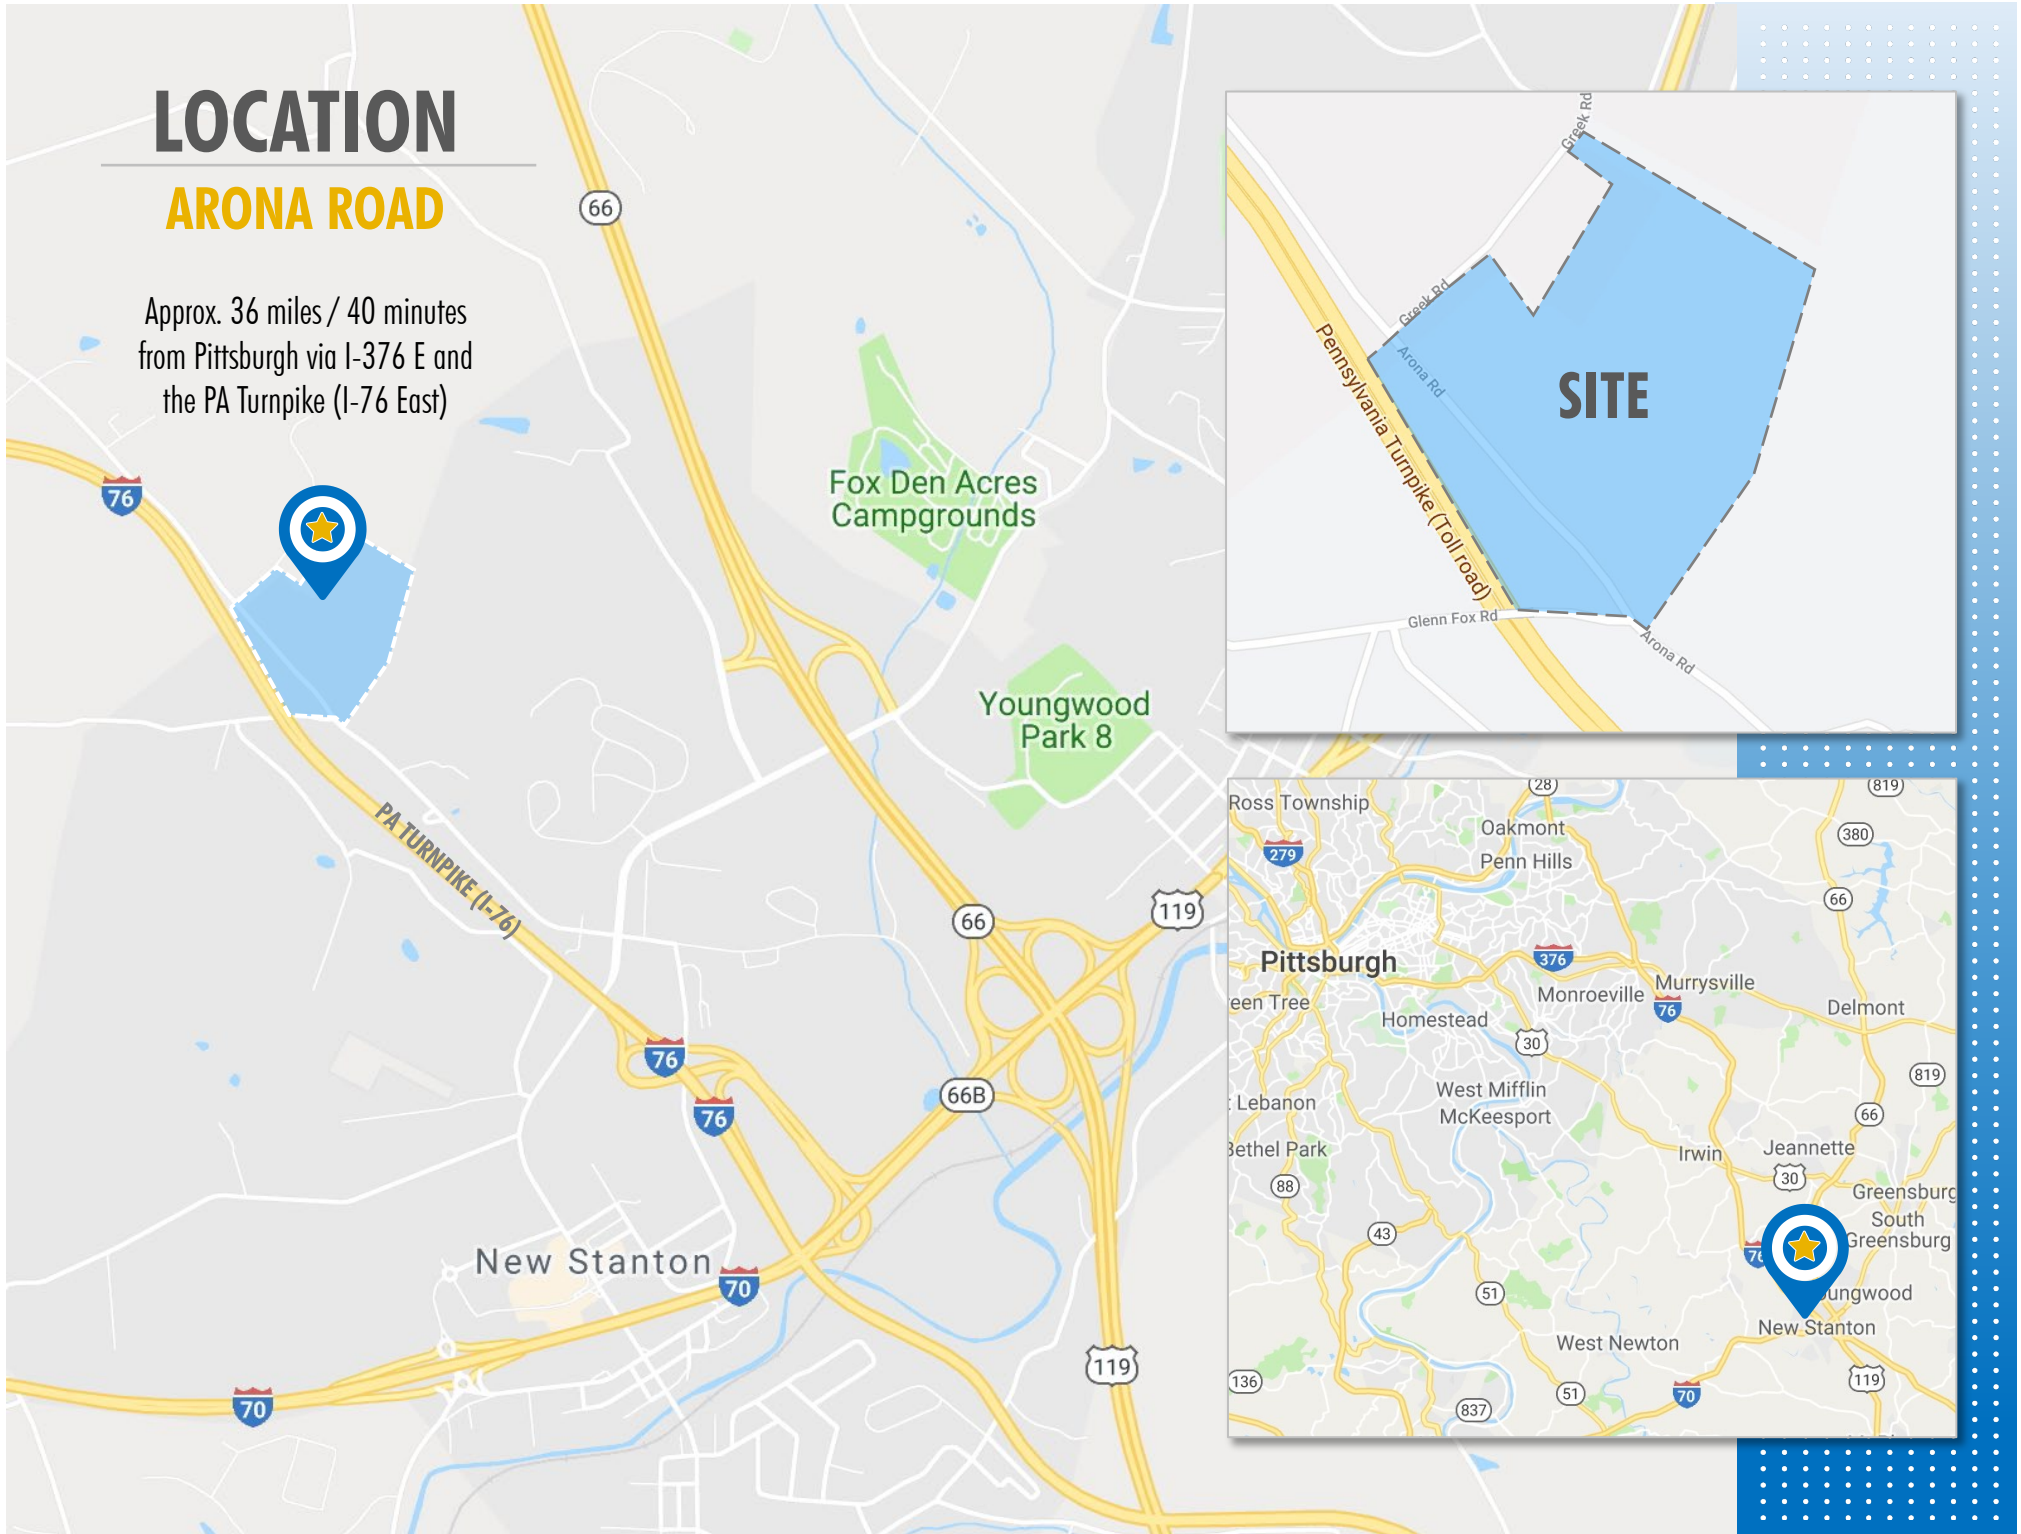 LOCATION
ARONA ROAD
Approx. 36 miles / 40 minutes
from Pittsburgh via I-376 E and
the PA Turnpike (I-76 East)
66
76
Fox Den Acres
Campgrounds
Youngwood
Park 8
PA TURNPIKE (I-76)
66
119
76
66B
76
New Stanton
70
119
70
Greek Rd
Greek Rd
Arona Rd
Pennsylvania Turnpike (Toll road)
SITE
Glenn Fox Rd
Arona Rd
28
819
Ross Township
Oakmont
380
279
Penn Hills
66
Pittsburgh
376
Murrysville
Monroeville
76
Delmont
een Tree
Homestead
30
819
West Mifflin
Lebanon
McKeesport
66
Bethel Park
Irwin
Jeannette
30
88
Greensburg
South
Greensburg
43
76
51
oungwood
New Stanton
West Newton
119
136
51
70
837